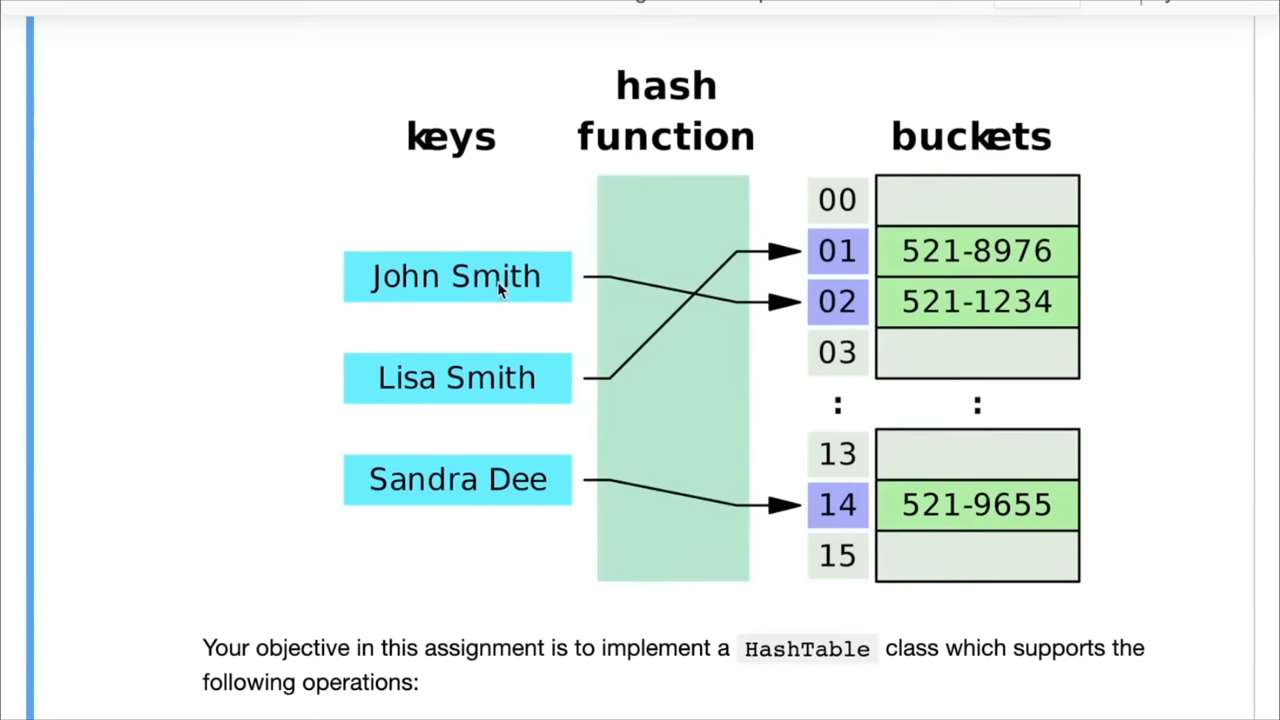 hash
keys function buckets
00
01 521-8976
John Smith
02 521-1234
03
Lisa Smith
: :
13
Sandra Dee
14 521-9655
15
Your objective in this assignment is to implement a HashTable class which supports the
following operations: